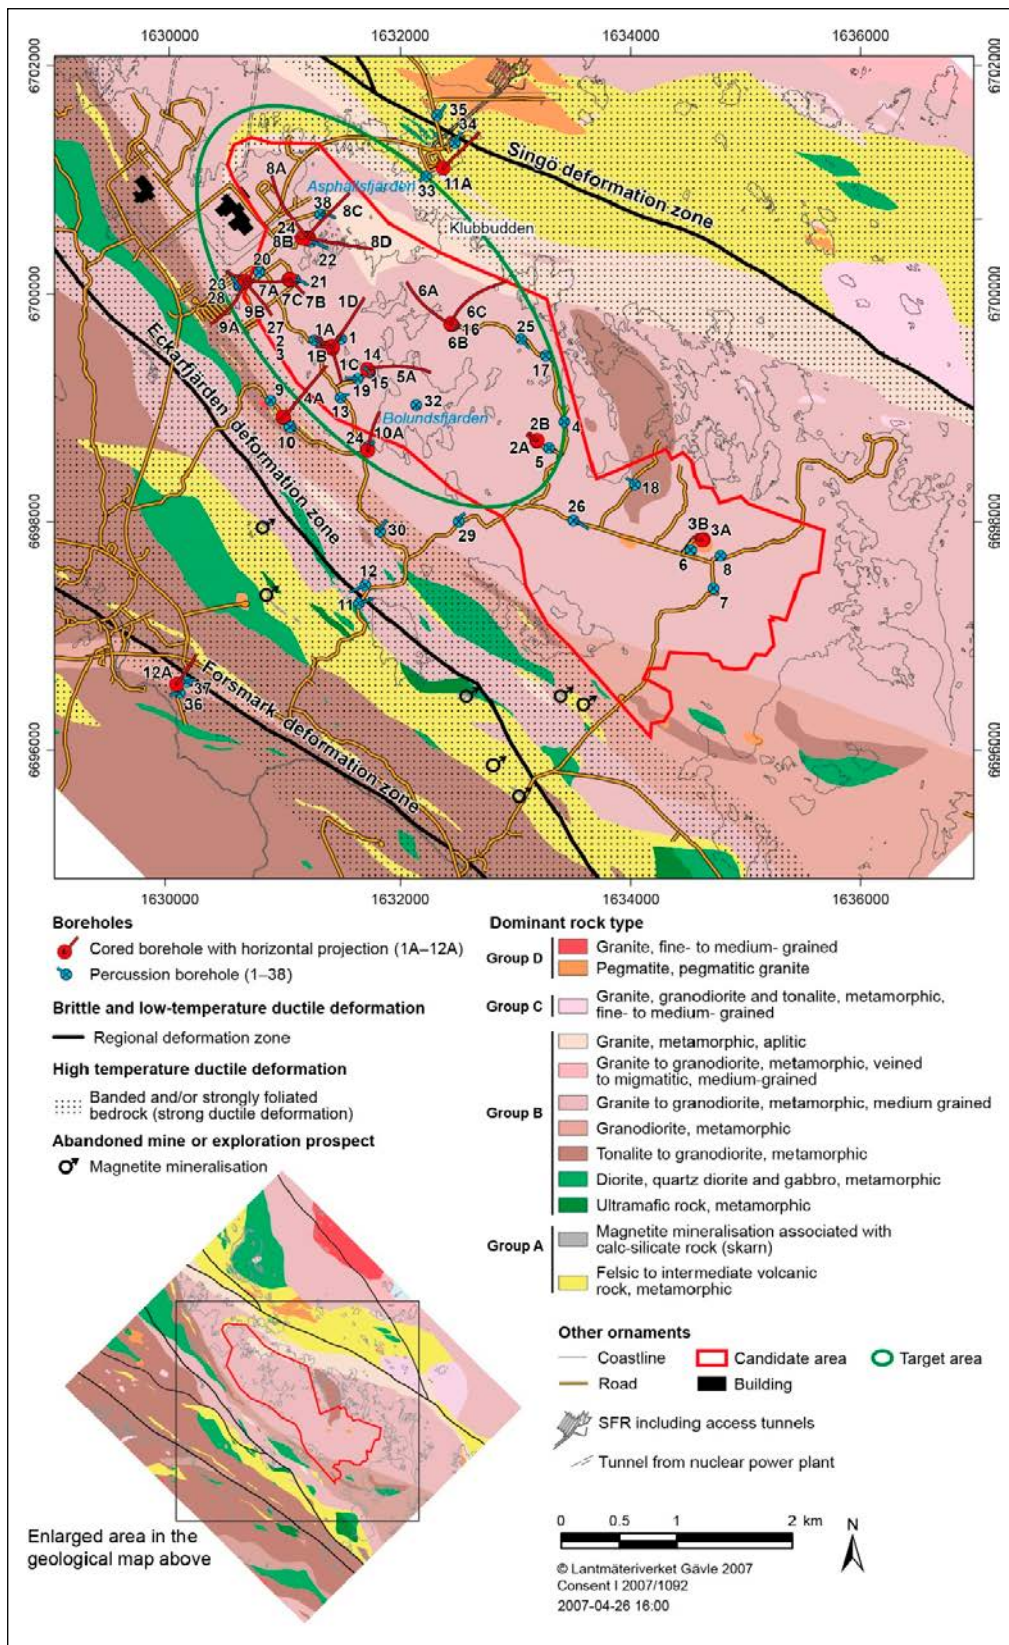 1630000
1632000
1634000
1636000
6702000
6702000
35
34
Singö deformation zone
8A
Asphällsfjärden
33
11A
38
8C
Klubbudden
24
8B
8D
22
20
23
21
6700000
6700000
28
7A
7C
7B
1D
6A
6C
9A
9B
16
6B
25
27
2
3
1A
1
1B
17
Eckarfjärden deformation zone
1C
14
15
5A
19
9
4A
13
32
Bolundsfjärden
2B
4
10
24
10A
2A
5
18
26
6698000
6698000
3B
3A
29
30
6
8
12
7
11
12A
37
36
Forsmark deformation zone
6696000
6696000
1630000
1632000
1634000
1636000
Boreholes
Cored borehole with horizontal projection (1A–12A)
Percussion borehole (1–38)
Brittle and low-temperature ductile deformation
Regional deformation zone
High temperature ductile deformation
Banded and/or strongly foliated
bedrock (strong ductile deformation)
Abandoned mine or exploration prospect
Magnetite mineralisation
Dominant rock type
Group D
Granite, fine- to medium- grained
Pegmatite, pegmatitic granite
Group C
Granite, granodiorite and tonalite, metamorphic,
fine- to medium- grained
Group B
Granite, metamorphic, aplitic
Granite to granodiorite, metamorphic, veined
to migmatitic, medium-grained
Granite to granodiorite, metamorphic, medium grained
Granodiorite, metamorphic
Tonalite to granodiorite, metamorphic
Diorite, quartz diorite and gabbro, metamorphic
Ultramafic rock, metamorphic
Group A
Magnetite mineralisation associated with
calc-silicate rock (skarn)
Felsic to intermediate volcanic
rock, metamorphic
Other ornaments
Coastline
Candidate area
Target area
Road
Building
SFR including access tunnels
Tunnel from nuclear power plant
Enlarged area in the
geological map above
0 0.5 1 2 km
N
© Lantmäteriverket Gävle 2007
Consent I 2007/1092
2007-04-26 16:00